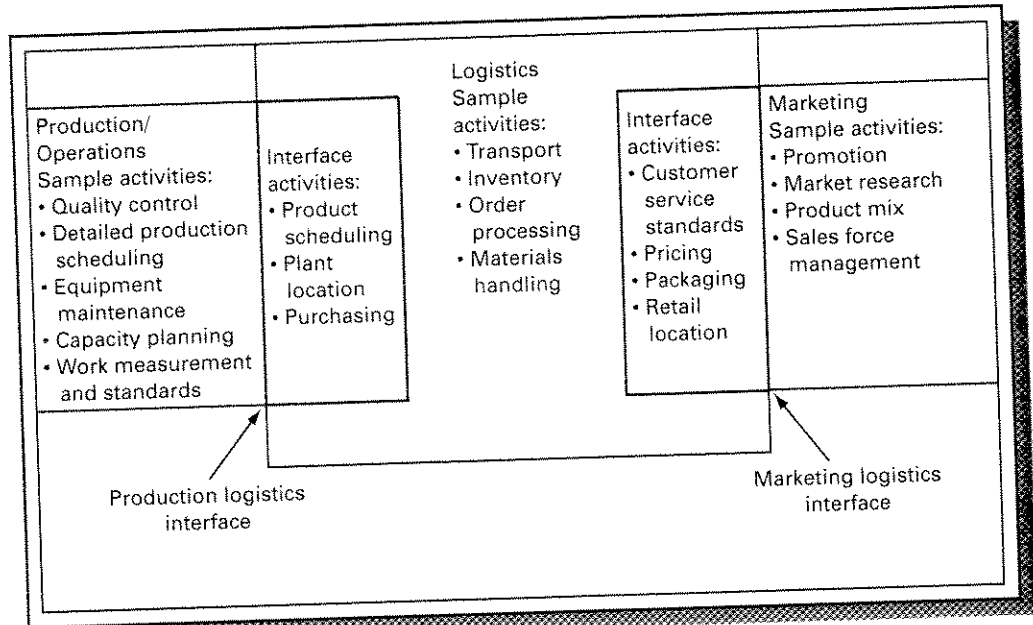 Production/
Operations
Sample activities:
• Quality control
• Detailed production
scheduling
• Equipment
maintenance
• Capacity planning
• Work measurement
and standards
Interface
activities:
• Product
scheduling
• Plant
location
• Purchasing
Logistics
Sample
activities:
• Transport
• Inventory
• Order
processing
• Materials
handling
Interface
activities:
• Customer
service
standards
• Pricing
• Packaging
• Retail
location
Marketing
Sample activities:
• Promotion
• Market research
• Product mix
• Sales force
management
Production logistics
interface
Marketing logistics
interface